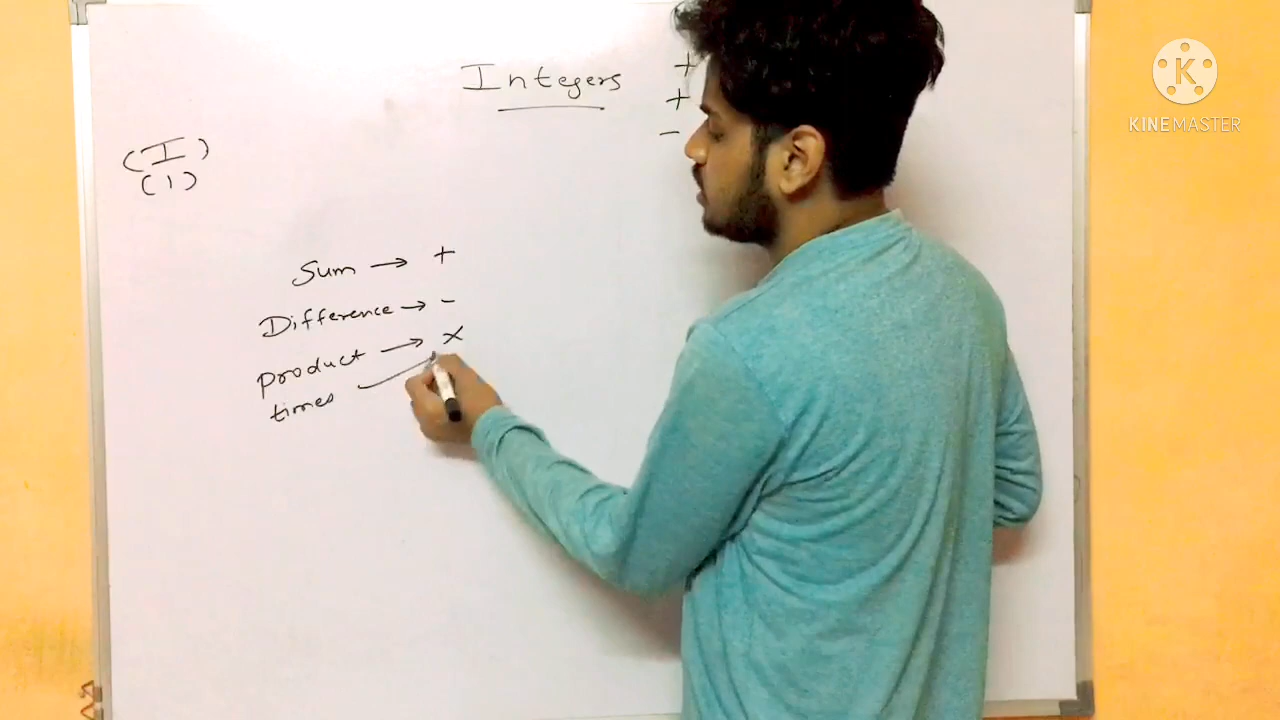 Integers
+
+
-
(I)
(1)
Sum → +
Difference → -
product → ×
times
K
KINEMASTER